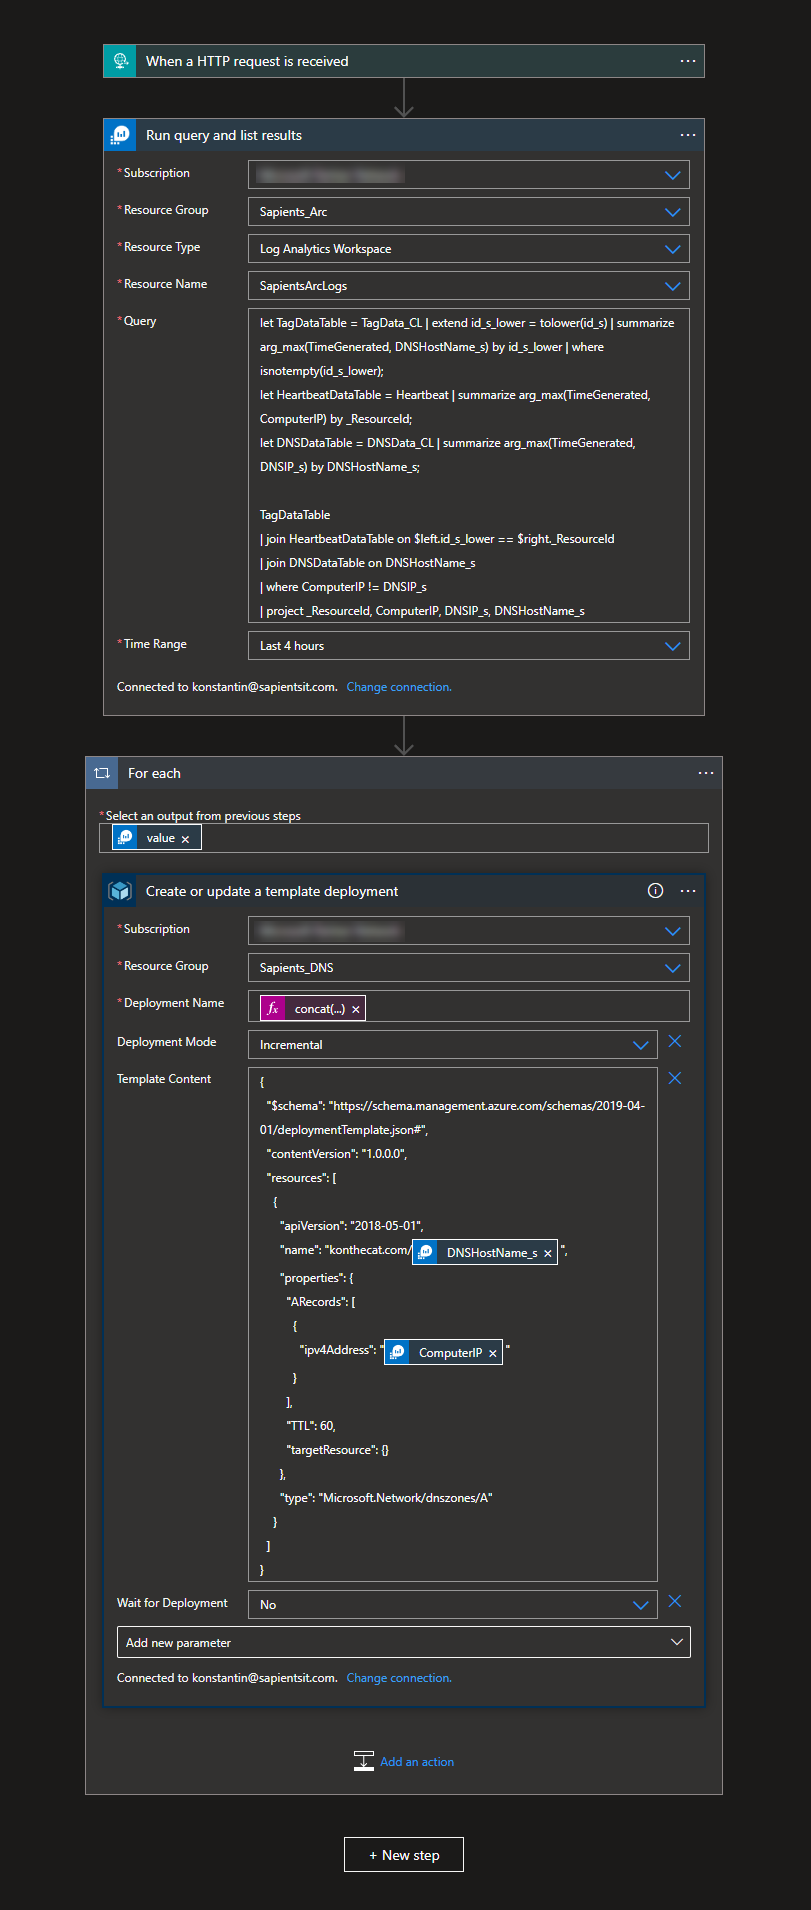 When a HTTP request is received
Run query and list results
*Subscription
*Resource Group
Sapients_Arc
*Resource Type
Log Analytics Workspace
*Resource Name
SapientsArcLogs
*Query
let TagDataTable = TagData_CL | extend id_s_lower = tolower(id_s) | summarize
arg_max(TimeGenerated, DNSHostName_s) by id_s_lower | where
isnotempty(id_s_lower);
let HeartbeatDataTable = Heartbeat | summarize arg_max(TimeGenerated,
ComputerIP) by _ResourceId;
let DNSDataTable = DNSData_CL | summarize arg_max(TimeGenerated,
DNSIP_s) by DNSHostName_s;
TagDataTable
| join HeartbeatDataTable on $left.id_s_lower == $right._ResourceId
| join DNSDataTable on DNSHostName_s
| where ComputerIP != DNSIP_s
| project _ResourceId, ComputerIP, DNSIP_s, DNSHostName_s
*Time Range
Last 4 hours
Connected to konstantin@sapientsit.com. Change connection.
For each
*Select an output from previous steps
value
Create or update a template deployment
*Subscription
*Resource Group
Sapients_DNS
*Deployment Name
fx concat(...)
Deployment Mode
Incremental
Template Content
{
"$schema": "https://schema.management.azure.com/schemas/2019-04-
01/deploymentTemplate.json#",
"contentVersion": "1.0.0.0",
"resources": [
{
"apiVersion": "2018-05-01",
"name": "konthecat.com/ DNSHostName_s ",
"properties": {
"ARecords": [
{
"ipv4Address": " ComputerIP "
}
],
"TTL": 60,
"targetResource": {}
},
"type": "Microsoft.Network/dnszones/A"
}
]
}
Wait for Deployment
No
Add new parameter
Connected to konstantin@sapientsit.com. Change connection.
Add an action
+ New step